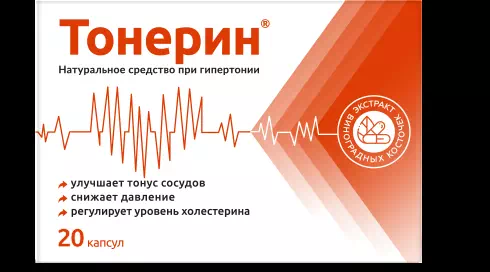 Тонерин®
Натуральное средство при гипертонии
ЭКСТРАКТ
ВИНОГРАДНЫХ КОСТОЧЕК
улучшает тонус сосудов
снижает давление
регулирует уровень холестерина
20 капсул